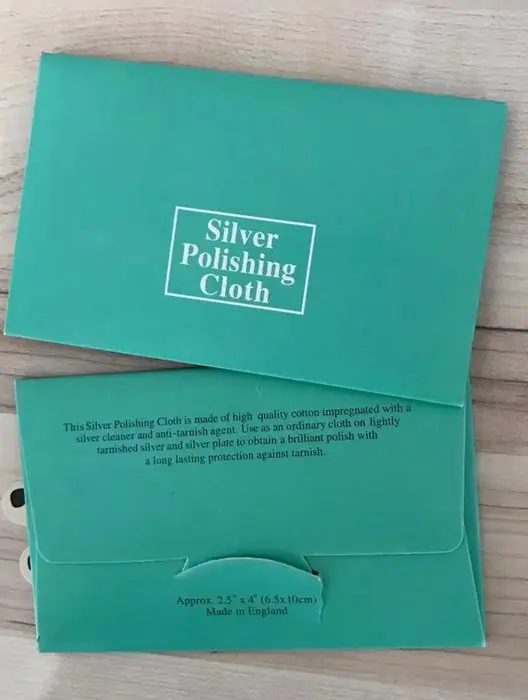 Silver
Polishing
Cloth
This Silver Polishing Cloth is made of high quality cotton impregnated with a
silver cleaner and anti-tarnish agent. Use as an ordinary cloth on lightly
tarnished silver and silver plate to obtain a brilliant polish with
a long lasting protection against tarnish.
Approx. 2.5" x 4" (6.5x10cm)
Made in England